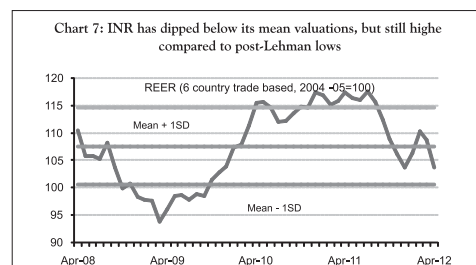 Chart 7: INR has dipped below its mean valuations, but still highe
compared to post-Lehman lows
120
REER (6 country trade based, 2004 -05=100)
115
110
Mean + 1SD
105
100
95
Mean - 1SD
90
Apr-08 Apr-09 Apr-10 Apr-11 Apr-12